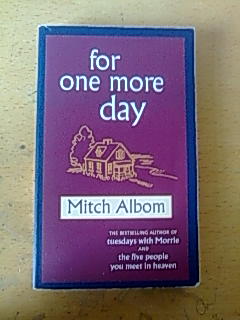 for
one more
day
Mitch Albom
THE BESTSELLING AUTHOR OF
tuesdays with Morrie
AND
the five people
you meet in heaven